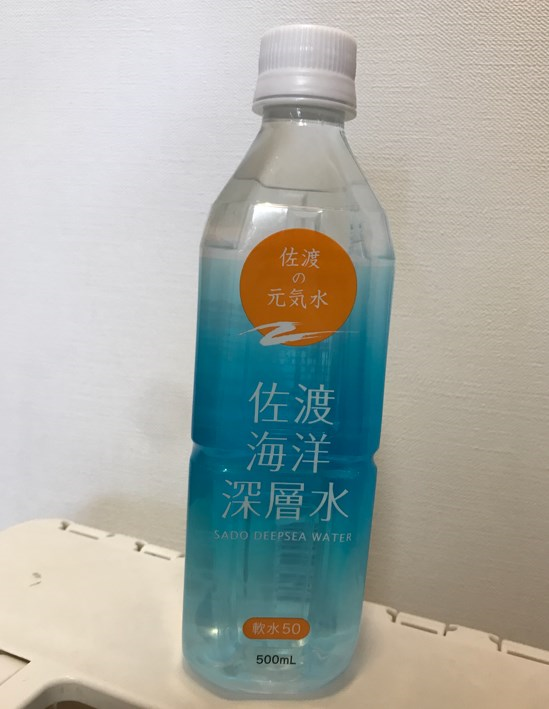 佐渡
の
元気水
佐渡
海洋
深層水
SADO DEEPSEA WATER
軟水50
500mL